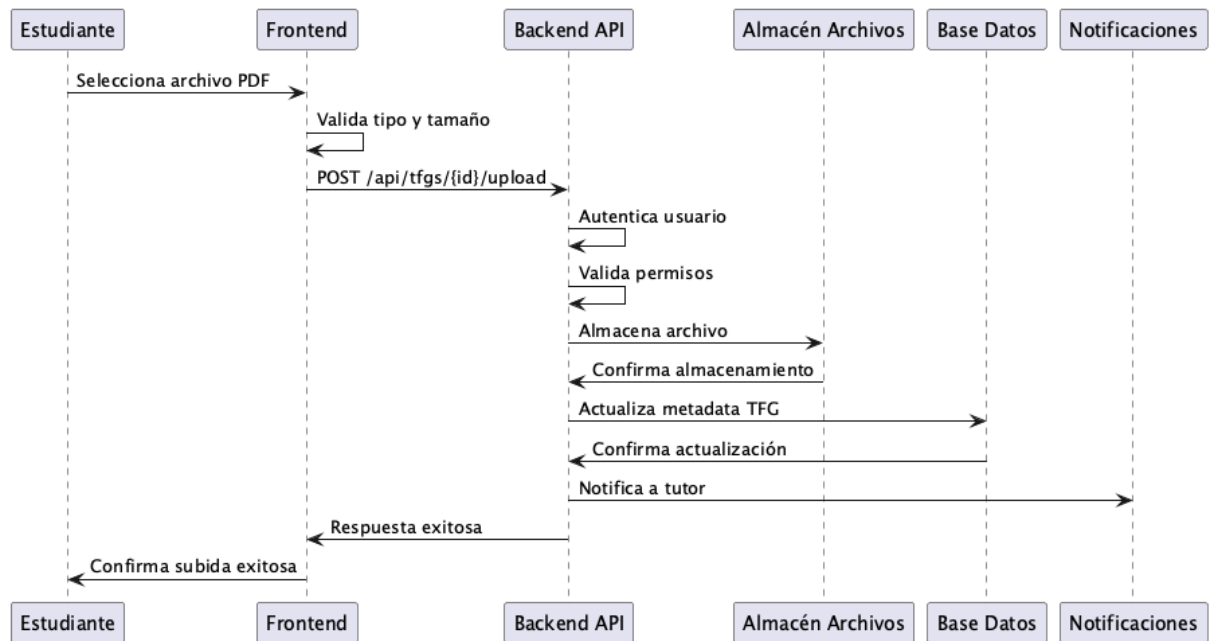 Estudiante
Frontend
Backend API
Almacén Archivos
Base Datos
Notificaciones
Selecciona archivo PDF
Valida tipo y tamaño
POST /api/tfgs/{id}/upload
Autentica usuario
Valida permisos
Almacena archivo
Confirma almacenamiento
Actualiza metadata TFG
Confirma actualización
Notifica a tutor
Respuesta exitosa
Confirma subida exitosa
Estudiante
Frontend
Backend API
Almacén Archivos
Base Datos
Notificaciones